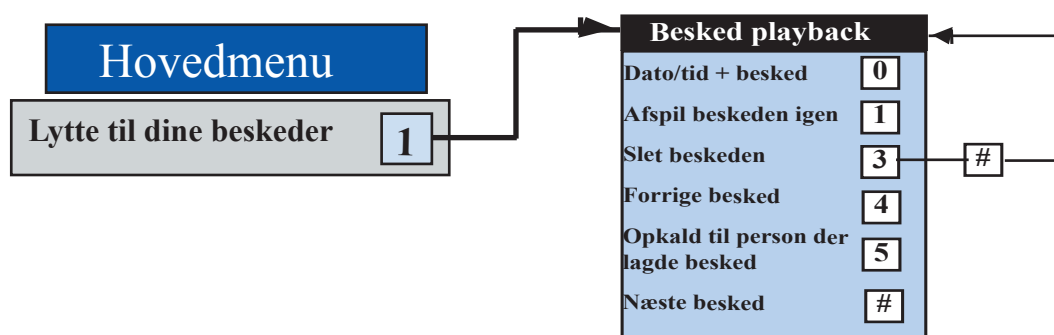 Hovedmenu
Lytte til dine beskeder 1
Besked playback
Dato/tid + besked 0
Afspil beskeden igen 1
Slet beskeden 3 #
Forrige besked 4
Opkald til person der
lagde besked 5
Næste besked #